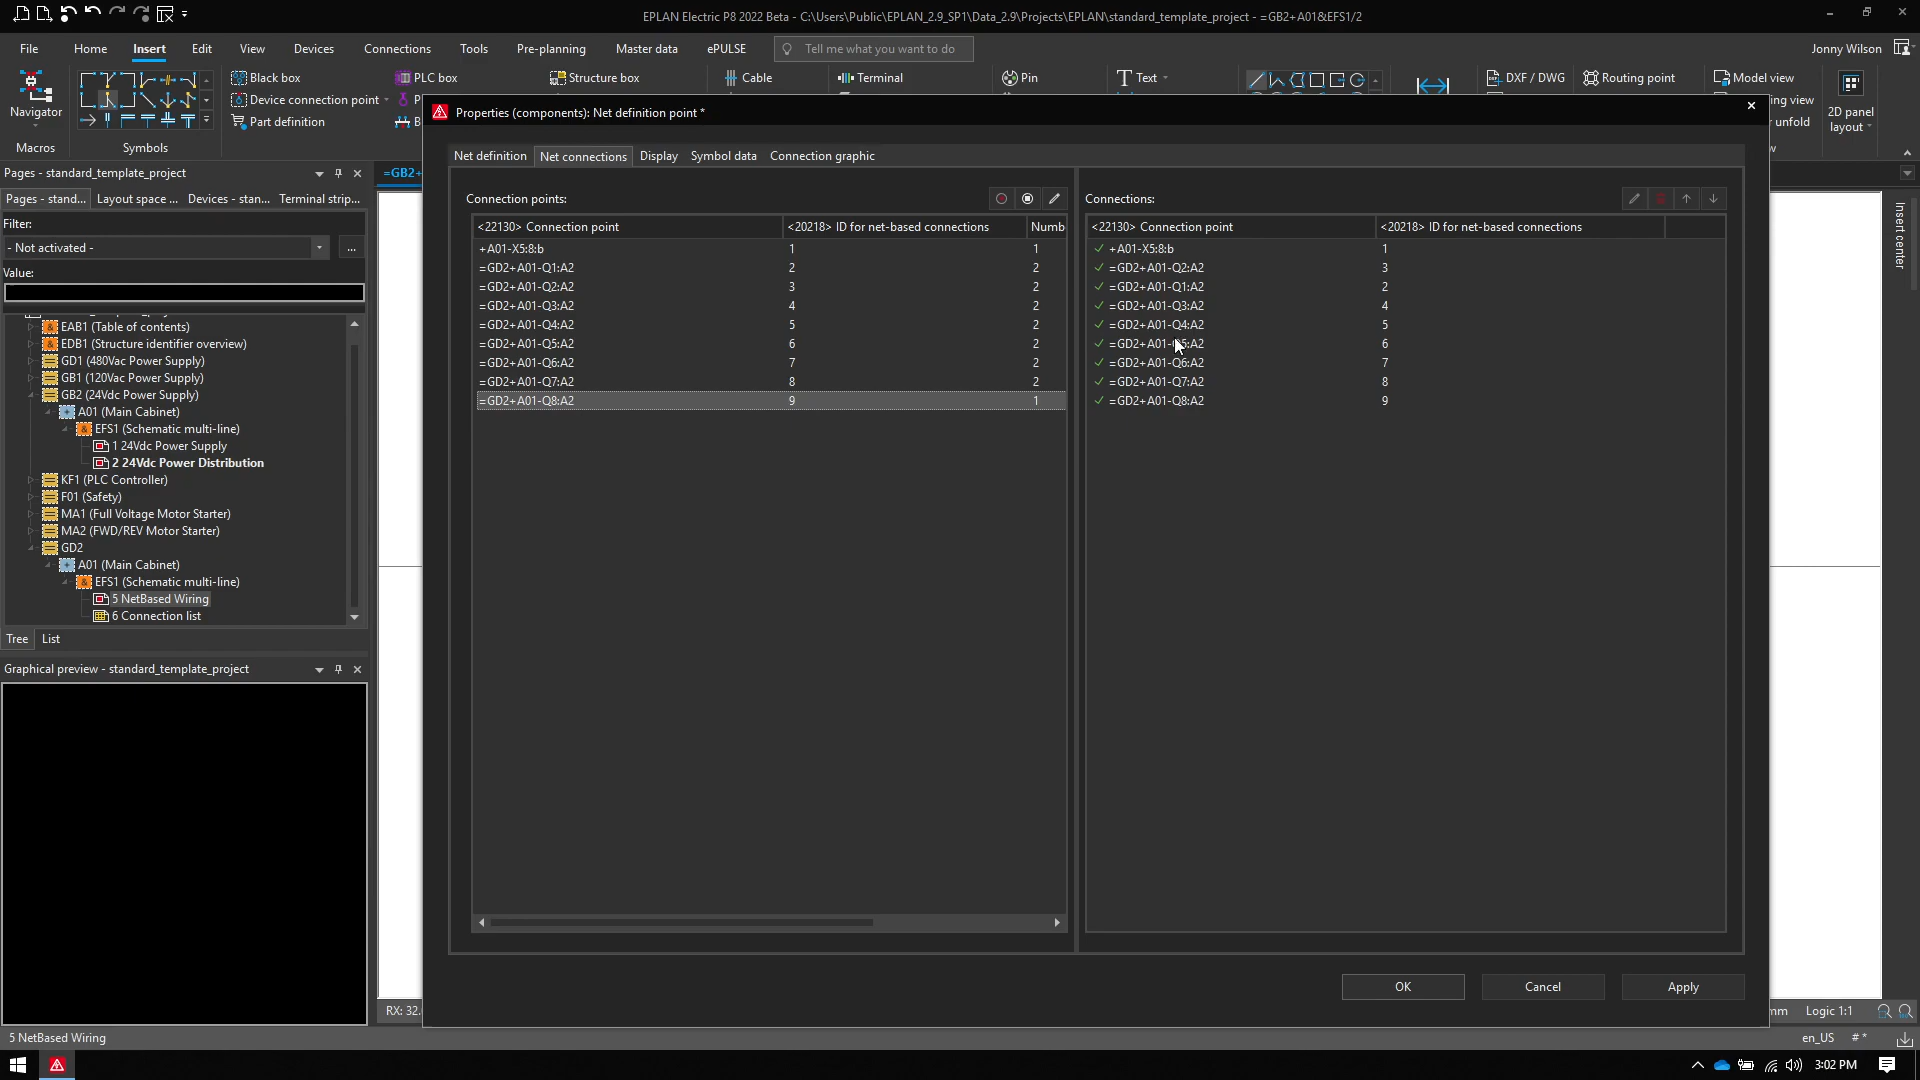 EPLAN Electric P8 2022 Beta - C:\Users\Public\EPLAN_2.9_SP1\Data_2.9\Projects\EPLAN\standard_template_project - =GB2+A01&EFS1/2
File Home Insert Edit View Devices Connections Tools Pre-planning Master data ePULSE Tell me what you want to do Jonny Wilson
Black box PLC box Structure box Cable Terminal Pin Text DXF / DWG Routing point Model view
Navigator Device connection point 2D panel layout
Part definition unfold
Macros Symbols
Properties (components): Net definition point *
Pages - standard_template_project
=GB2+
Pages - stand... Layout space ... Devices - stan... Terminal strip...
Filter:
- Not activated - ...
Value:
EAB1 (Table of contents)
EDB1 (Structure identifier overview)
GD1 (480Vac Power Supply)
GB1 (120Vac Power Supply)
GB2 (24Vdc Power Supply)
A01 (Main Cabinet)
EFS1 (Schematic multi-line)
1 24Vdc Power Supply
2 24Vdc Power Distribution
KF1 (PLC Controller)
F01 (Safety)
MA1 (Full Voltage Motor Starter)
MA2 (FWD/REV Motor Starter)
GD2
A01 (Main Cabinet)
EFS1 (Schematic multi-line)
5 NetBased Wiring
6 Connection list
Tree List
Graphical preview - standard_template_project
Net definition Net connections Display Symbol data Connection graphic
Connection points:
<22130> Connection point <20218> ID for net-based connections Numb
+A01-X5:8:b 1 1
=GD2+A01-Q1:A2 2 2
=GD2+A01-Q2:A2 3 2
=GD2+A01-Q3:A2 4 2
=GD2+A01-Q4:A2 5 2
=GD2+A01-Q5:A2 6 2
=GD2+A01-Q6:A2 7 2
=GD2+A01-Q7:A2 8 2
=GD2+A01-Q8:A2 9 1
Connections:
<22130> Connection point <20218> ID for net-based connections
+A01-X5:8:b 1
=GD2+A01-Q2:A2 3
=GD2+A01-Q1:A2 2
=GD2+A01-Q3:A2 4
=GD2+A01-Q4:A2 5
=GD2+A01-Q5:A2 6
=GD2+A01-Q6:A2 7
=GD2+A01-Q7:A2 8
=GD2+A01-Q8:A2 9
OK Cancel Apply
Insert center
RX: 32. mm Logic 1:1
5 NetBased Wiring en_US # *
3:02 PM